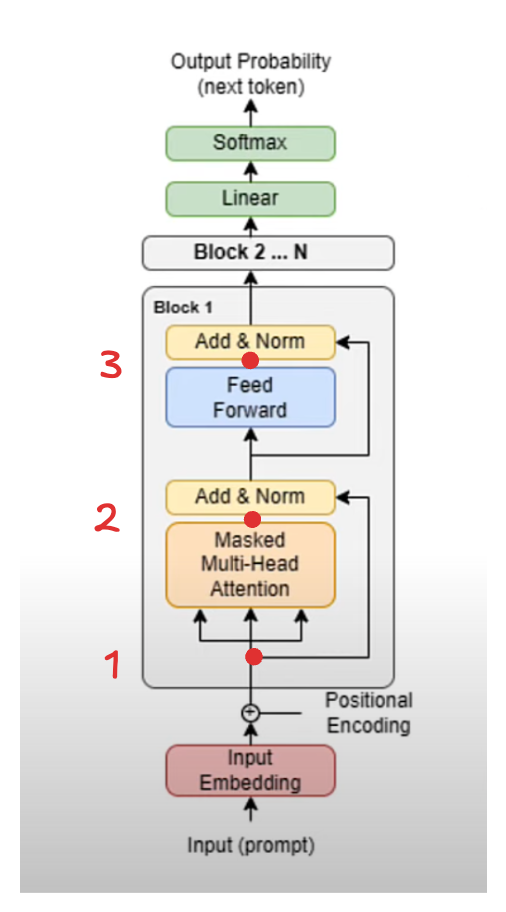 Output Probability
(next token)
Softmax
Linear
Block 2 ... N
Block 1
Add & Norm
3
Feed
Forward
Add & Norm
2
Masked
Multi-Head
Attention
1
Positional
Encoding
Input
Embedding
Input (prompt)